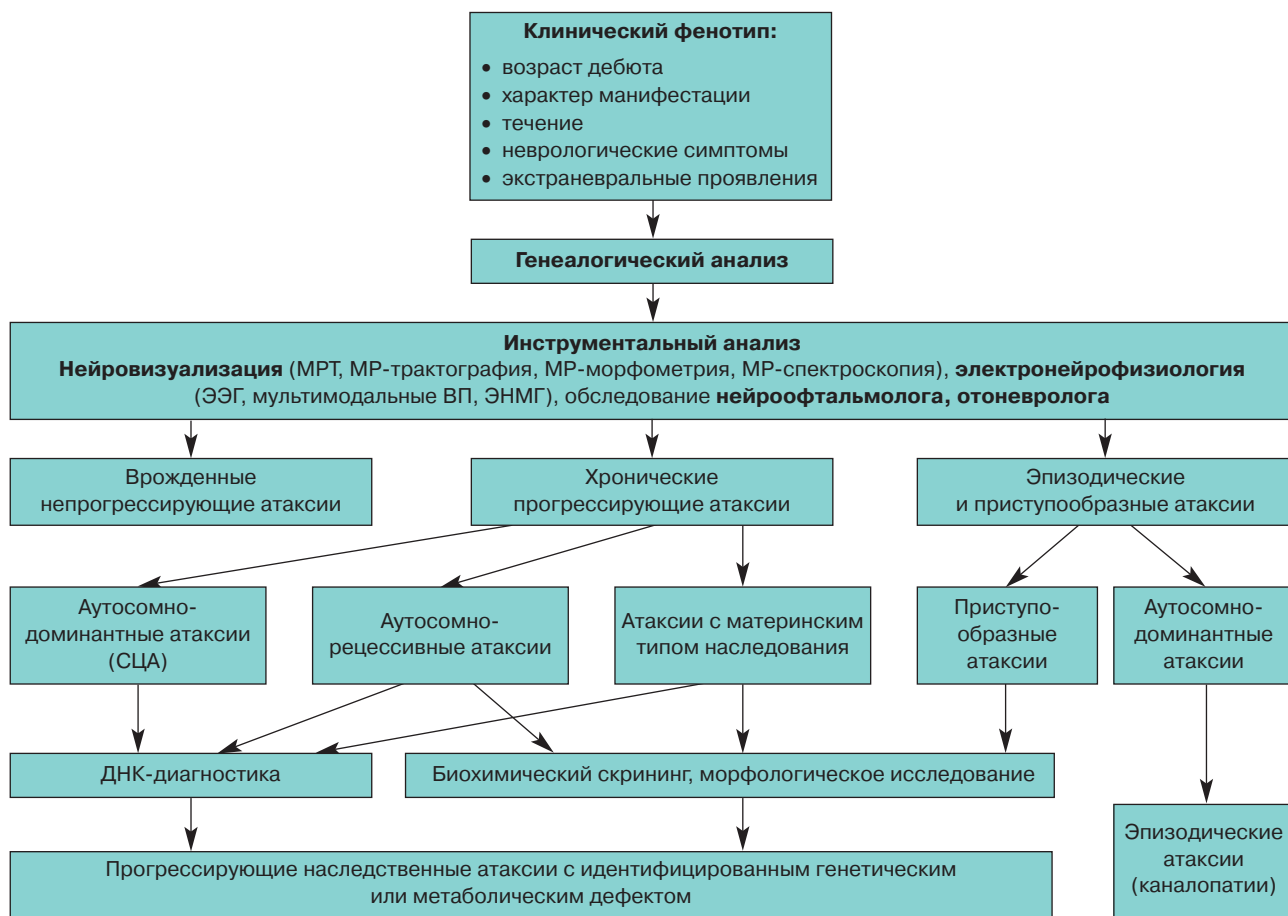 Клинический фенотип:
• возраст дебюта
• характер манифестации
• течение
• неврологические симптомы
• экстраневральные проявления
Генеалогический анализ
Инструментальный анализ
Нейровизуализация (МРТ, МР-трактография, МР-морфометрия, МР-спектроскопия), электронейрофизиология
(ЭЭГ, мультимодальные ВП, ЭНМГ), обследование нейроофтальмолога, отоневролога
Врожденные
непрогрессирующие атаксии
Хронические
прогрессирующие атаксии
Эпизодические
и приступообразные атаксии
Аутосомно-
доминантные атаксии
(СЦА)
Аутосомно-
рецессивные атаксии
Атаксии с материнским
типом наследования
Приступо-
образные
атаксии
Аутосомно-
доминантные
атаксии
ДНК-диагностика
Биохимический скрининг, морфологическое исследование
Прогрессирующие наследственные атаксии с идентифицированным генетическим
или метаболическим дефектом
Эпизодические
атаксии
(каналопатии)